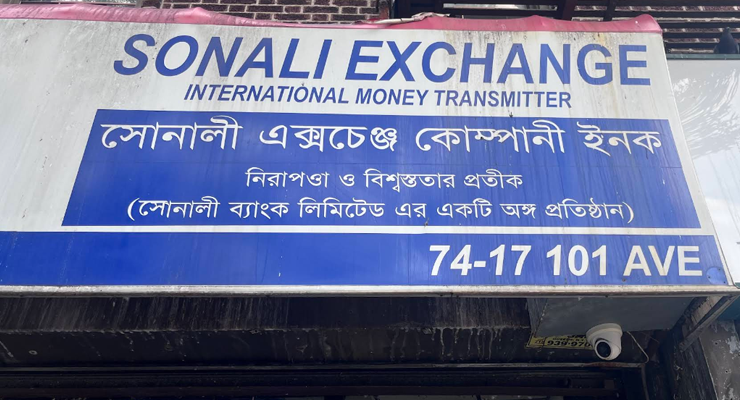 SONALI EXCHANGE
INTERNATIONAL MONEY TRANSMITTER
সোনালী এক্সচেঞ্জ কোম্পানী ইনক
নিরাপওা ও বিশ্বস্ততার প্রতীক
(সোনালী ব্যাংক লিমিটেড এর একটি অঙ্গ প্রতিষ্ঠান)
74-17 101 AVE